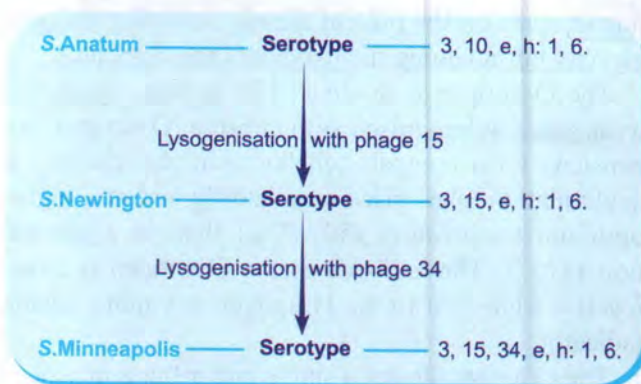 S.Anatum Serotype 3, 10, e, h: 1, 6.
Lysogenisation with phage 15
S.Newington Serotype 3, 15, e, h: 1, 6.
Lysogenisation with phage 34
S.Minneapolis Serotype 3, 15, 34, e, h: 1, 6.